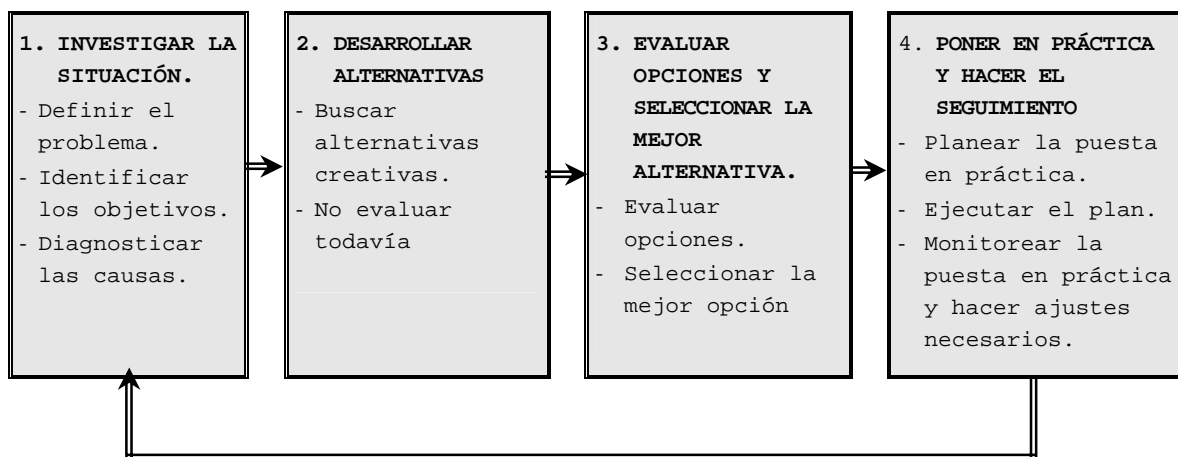 1. INVESTIGAR LA
SITUACIÓN.
- Definir el
problema.
- Identificar
los objetivos.
- Diagnosticar
las causas.
2. DESARROLLAR
ALTERNATIVAS
- Buscar
alternativas
creativas.
- No evaluar
todavía
3. EVALUAR
OPCIONES Y
SELECCIONAR LA
MEJOR
ALTERNATIVA.
- Evaluar
opciones.
- Seleccionar la
mejor opción
4. PONER EN PRÁCTICA
Y HACER EL
SEGUIMIENTO
- Planear la puesta
en práctica.
- Ejecutar el plan.
- Monitorear la
puesta en práctica
y hacer ajustes
necesarios.